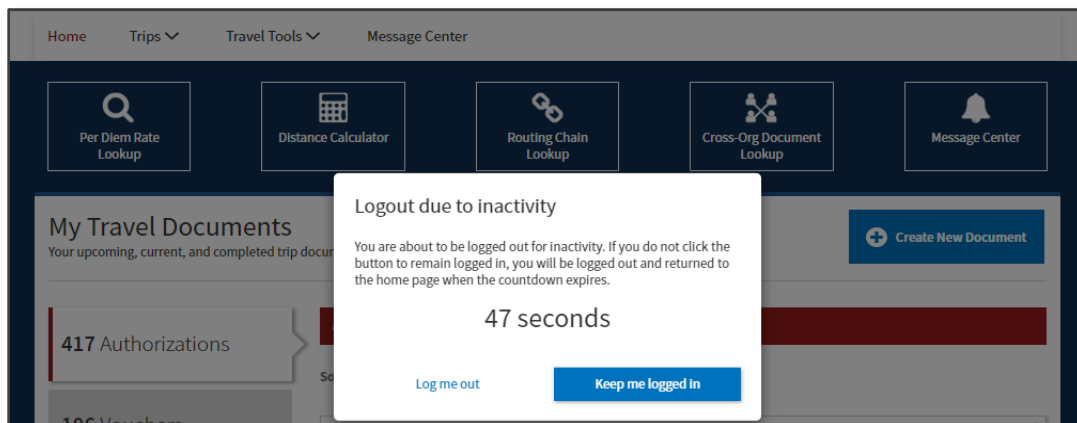 Home Trips Travel Tools Message Center
Per Diem Rate
Lookup
Distance Calculator
Routing Chain
Lookup
Cross-Org Document
Lookup
Message Center
My Travel Documents
Your upcoming, current, and completed trip
Create New Document
Logout due to inactivity
You are about to be logged out for inactivity. If you do not click the
button to remain logged in, you will be logged out and returned to
the home page when the countdown expires.
47 seconds
Log me out
Keep me logged in
417 Authorizations